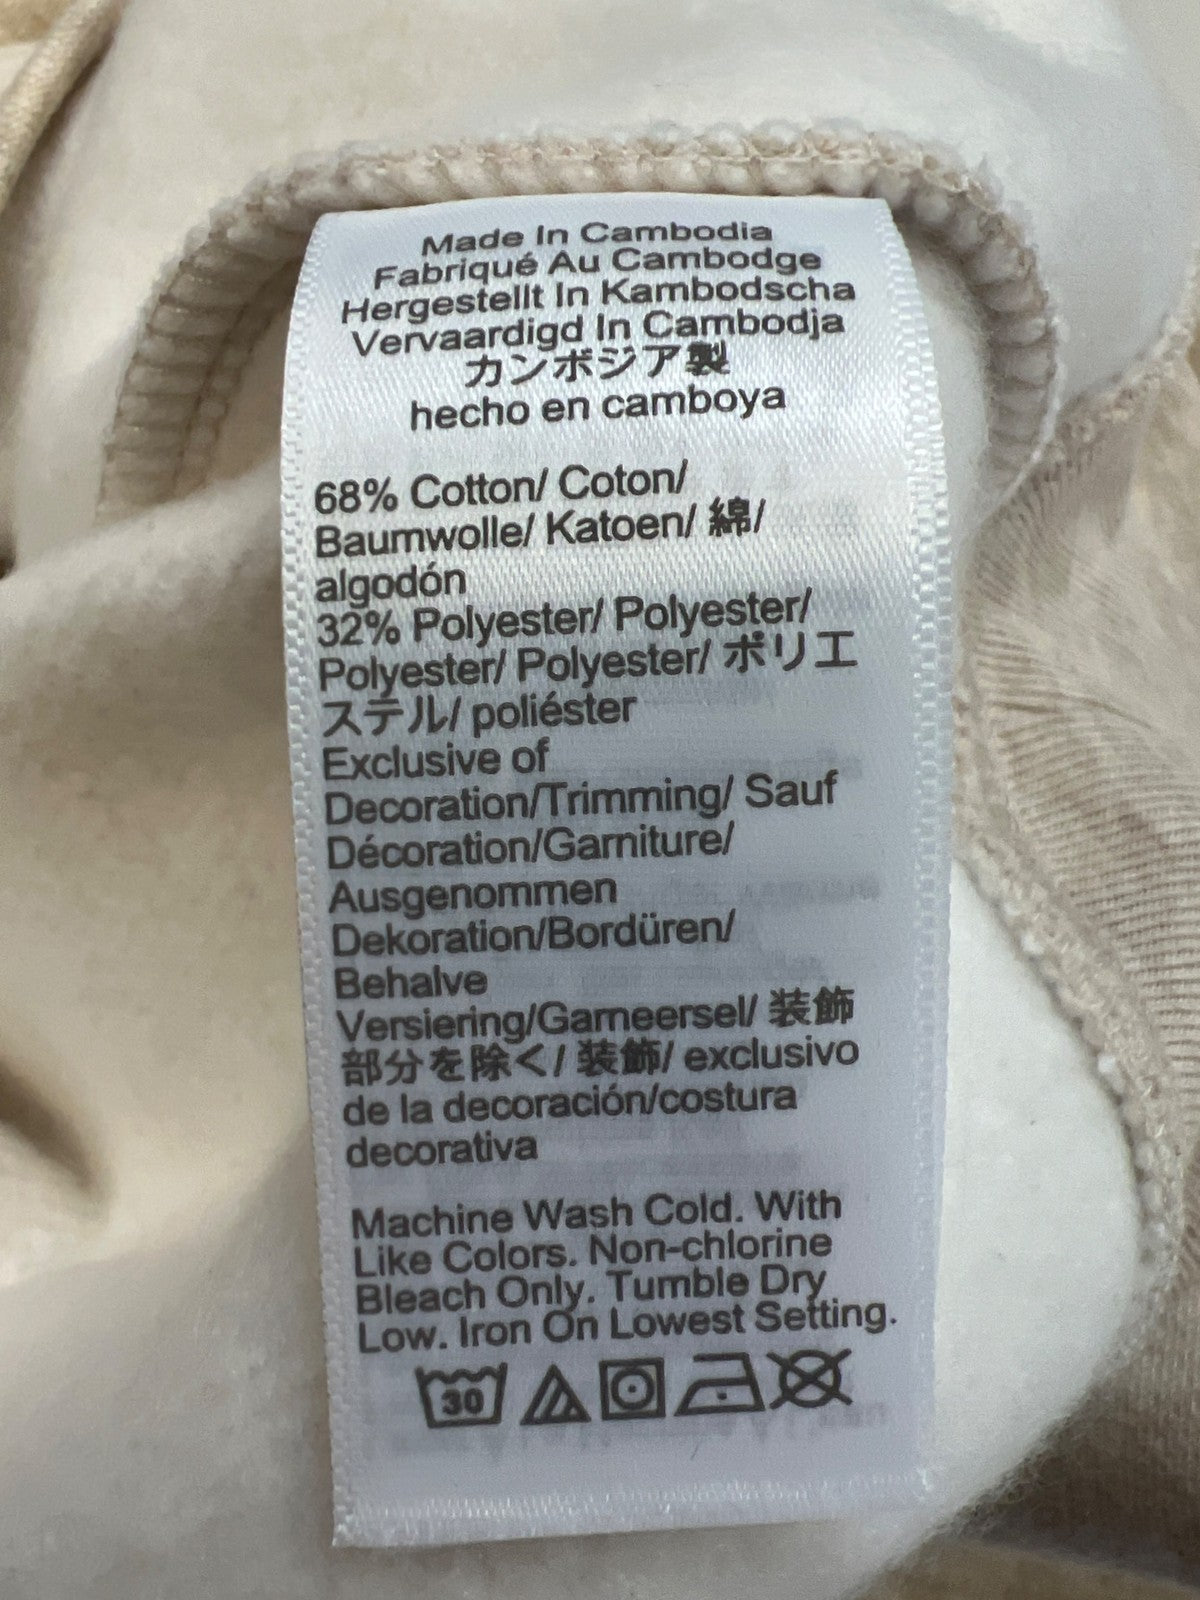 Made In Cambodia
Fabriqué Au Cambodge
Hergestellt In Kambodscha
Vervaardigd In Cambodja
カンボジア製
hecho en camboya
68% Cotton/ Coton/
Baumwolle/ Katoen/ 綿/
algodón
32% Polyester/ Polyester/
Polyester/ Polyester/ ポリエ
ステル/ poliéster
Exclusive of
Decoration/Trimming/ Sauf
Décoration/Garniture/
Ausgenommen
Dekoration/Bordüren/
Behalve
Versiering/Garneersel/ 装飾
部分を除く/ 装飾/ exclusivo
de la decoración/costura
decorativa
Machine Wash Cold. With
Like Colors. Non-chlorine
Bleach Only. Tumble Dry
Low. Iron On Lowest Setting.
30